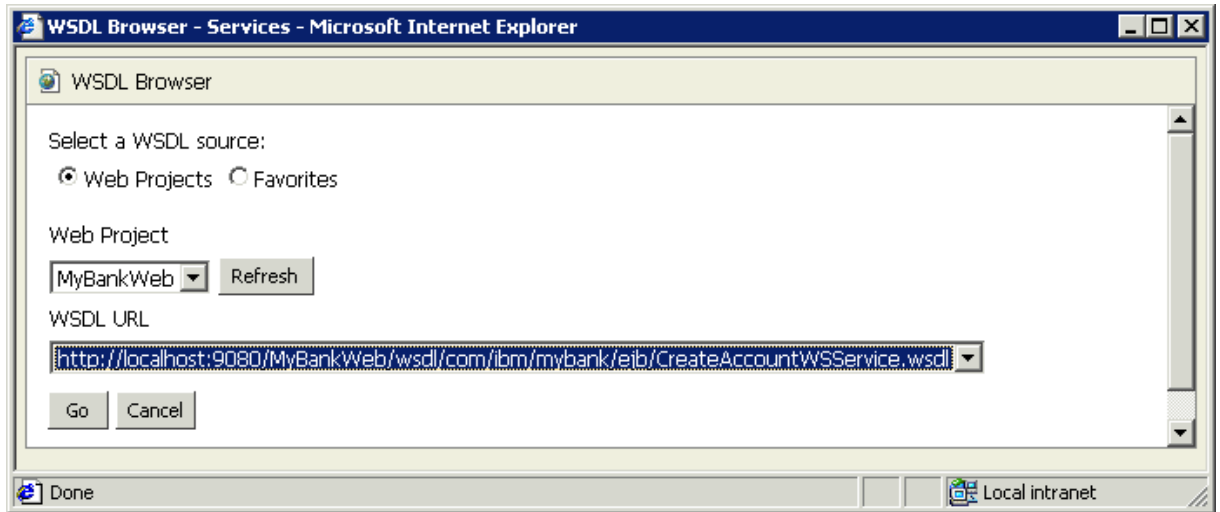 WSDL Browser - Services - Microsoft Internet Explorer
WSDL Browser
Select a WSDL source:
Web Projects Favorites
Web Project
MyBankWeb Refresh
WSDL URL
http://localhost:9080/MyBankWeb/wsdl/com/ibm/mybank/ejb/CreateAccountWSService.wsdl
Go Cancel
Done Local intranet